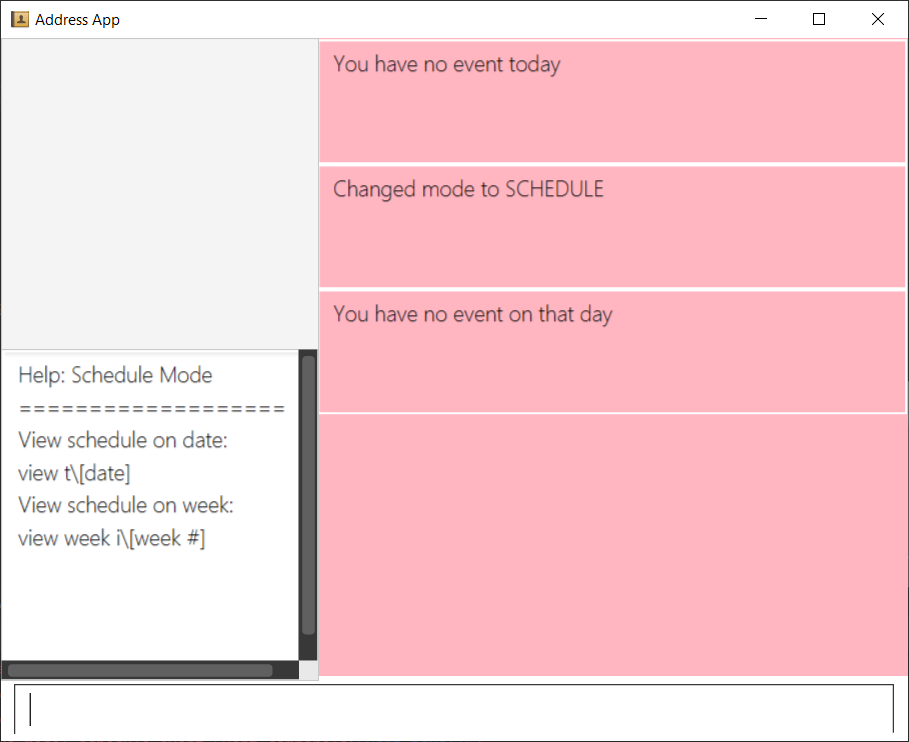 Address App
You have no event today
Changed mode to SCHEDULE
You have no event on that day
Help: Schedule Mode
===================
View schedule on date:
view t\[date]
View schedule on week:
view week i\[week #]